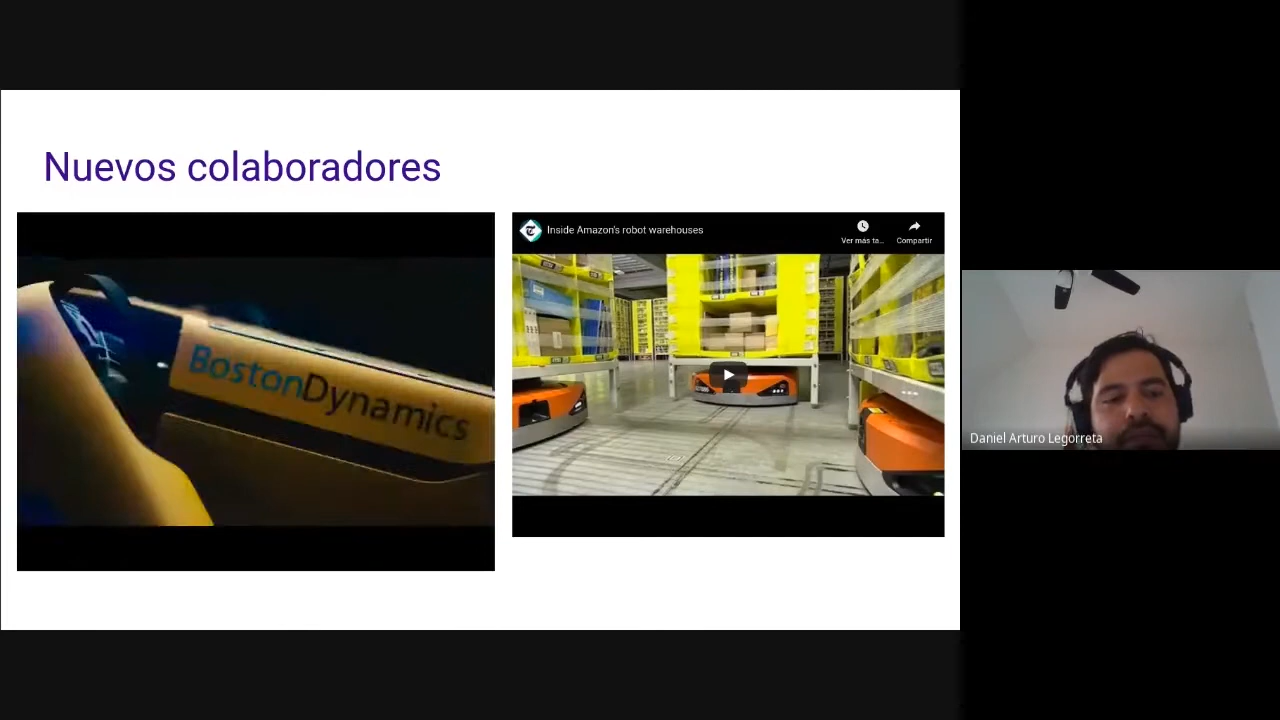 Nuevos colaboradores
BostonDynamics
Inside Amazon's robot warehouses
Ver más ta...
Compartir
Daniel Arturo Legorreta